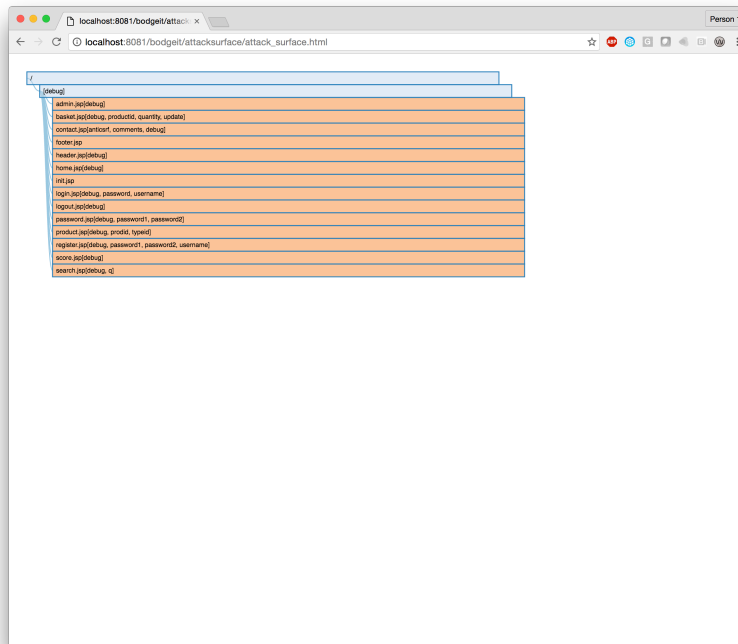 localhost:8081/bodgeit/attack
Person
localhost:8081/bodgeit/attacksurface/attack_surface.html
ABP
/
[debug]
admin.jsp[debug]
basket.jsp[debug, productid, quantity, update]
contact.jsp[anticsrf, comments, debug]
footer.jsp
header.jsp[debug]
home.jsp[debug]
init.jsp
login.jsp[debug, password, username]
logout.jsp[debug]
password.jsp[debug, password1, password2]
product.jsp[debug, prodid, typeid]
register.jsp[debug, password1, password2, username]
score.jsp[debug]
search.jsp[debug, q]